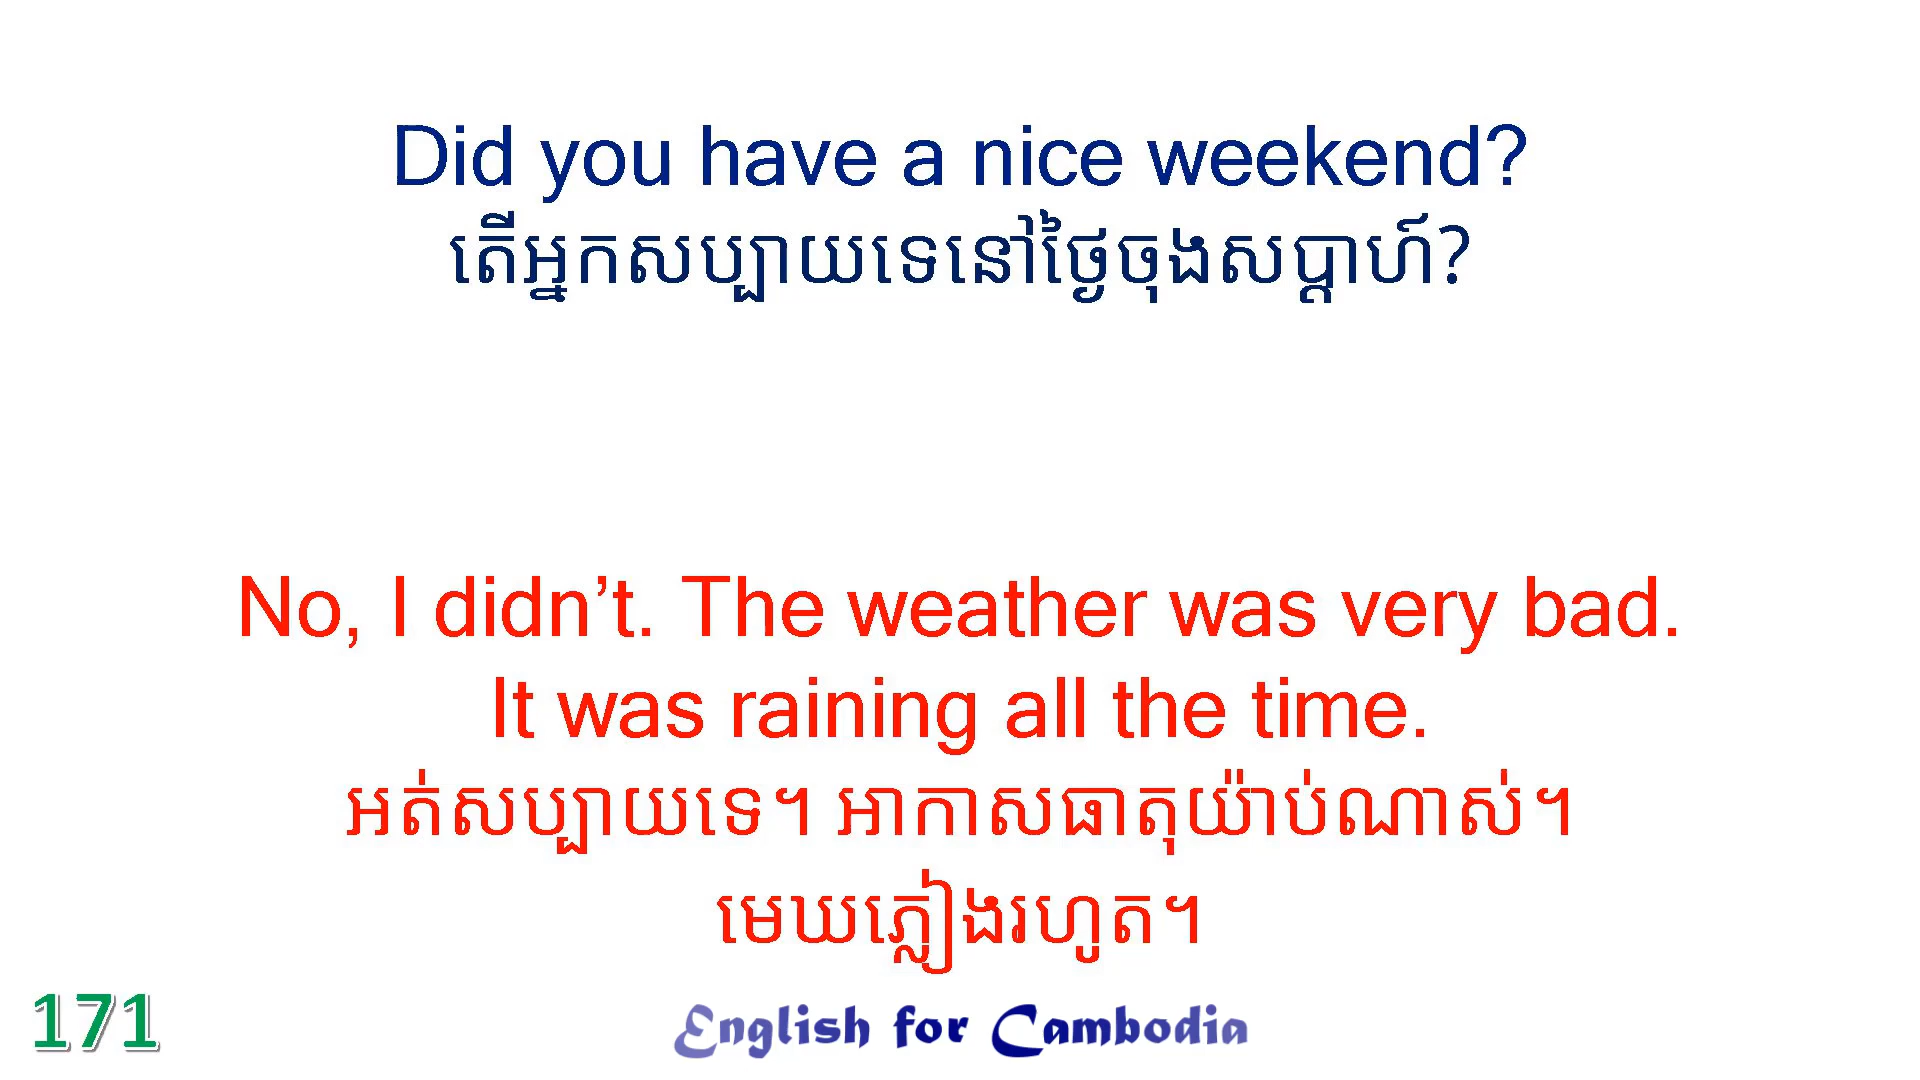 Did you have a nice weekend?
តើអ្នកសប្បាយទេនៅថ្ងៃចុងសប្ដាហ៍?
No, I didn’t. The weather was very bad.
It was raining all the time.
អត់សប្បាយទេ។ អាកាសធាតុយ៉ាប់ណាស់។
មេឃភ្លៀងរហូត។
171
English for Cambodia